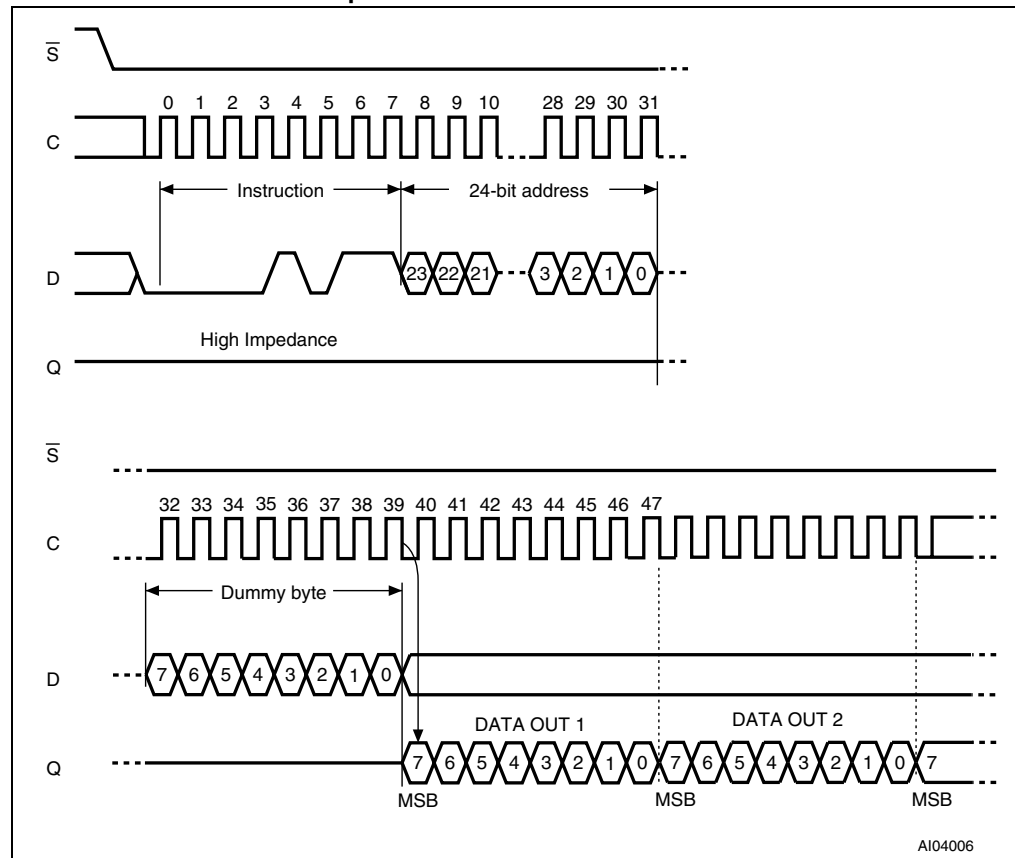 S
0 1 2 3 4 5 6 7 8 9 10 28 29 30 31
C
Instruction 24-bit address
D 23 22 21 3 2 1 0
High Impedance
Q
S
32 33 34 35 36 37 38 39 40 41 42 43 44 45 46 47
C
Dummy byte
D 7 6 5 4 3 2 1 0
DATA OUT 1 DATA OUT 2
Q 7 6 5 4 3 2 1 0 7 6 5 4 3 2 1 0 7
MSB MSB MSB
AI04006